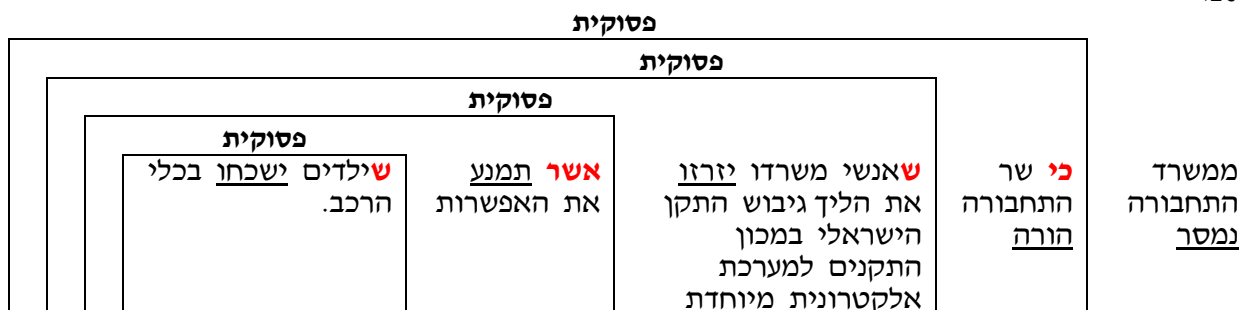 פסוקית
פסוקית
פסוקית
פסוקית
ממשרד
התחבורה
נמסר
כי שר
התחבורה
הורה
שאנשי משרדו יזרזו
את הליך גיבוש התקן
הישראלי במכון
התקנים למערכת
אלקטרונית מיוחדת
אשר תמנע
את האפשרות
שילדים ישכחו בכלי
הרכב.